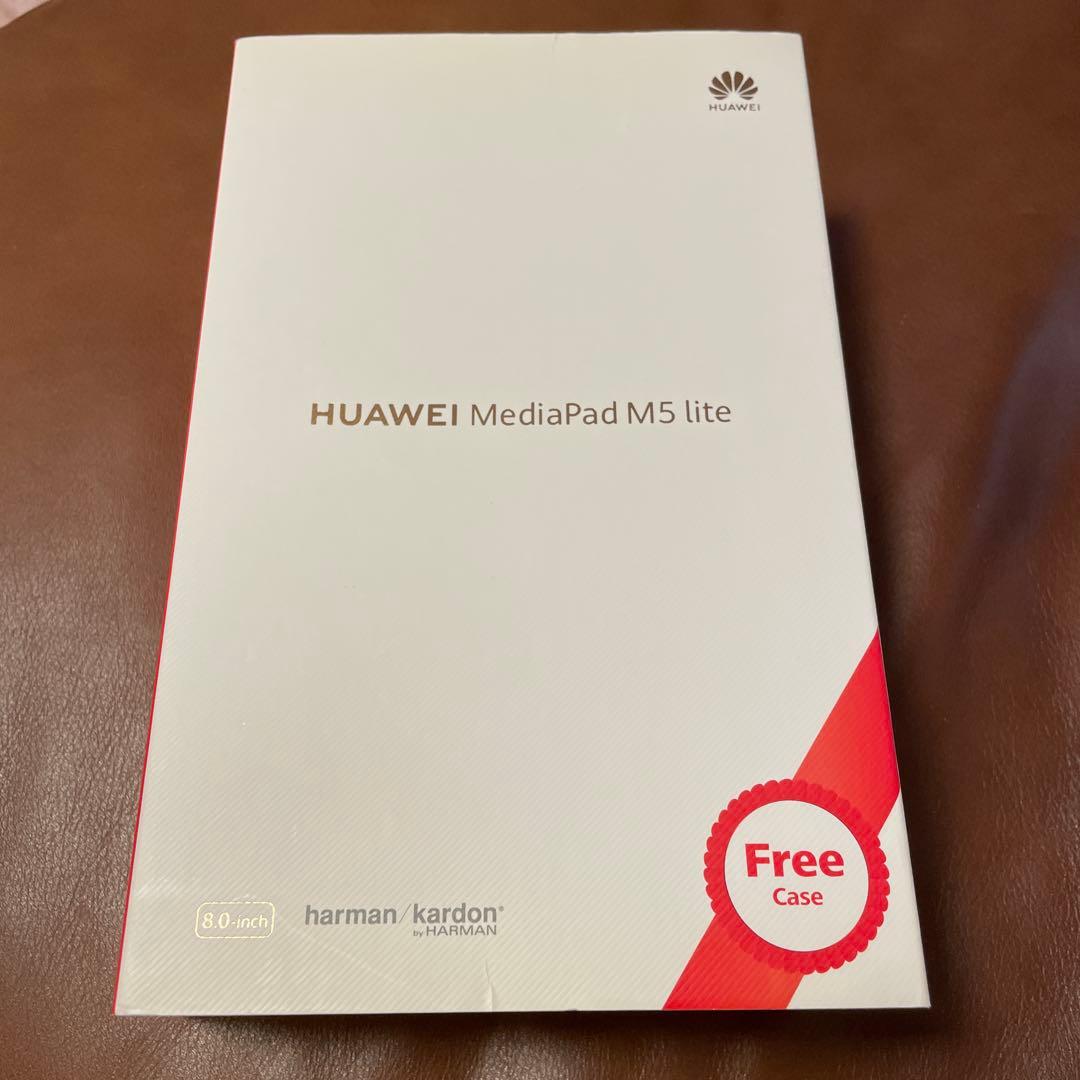 HUAWEI
HUAWEI MediaPad M5 lite
Free
Case
8.0-inch
harman/kardon®
by HARMAN